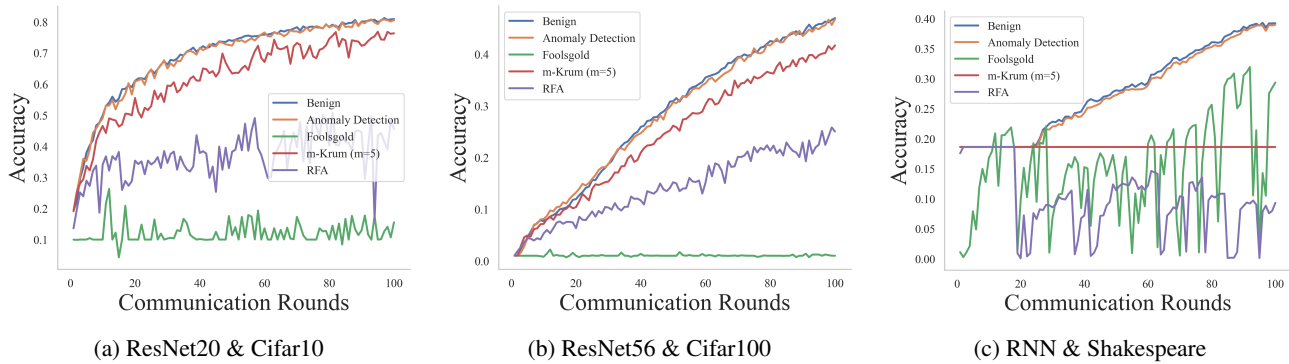 0.8
0.7
0.6
0.5
0.4
0.3
0.2
0.1
Accuracy
Benign
Anomaly Detection
Foolsgold
m-Krum (m=5)
RFA
0 20 40 60 80 100
Communication Rounds
(a) ResNet20 & Cifar10
0.4
0.3
0.2
0.1
0.0
Accuracy
Benign
Anomaly Detection
Foolsgold
m-Krum (m=5)
RFA
0 20 40 60 80 100
Communication Rounds
(b) ResNet56 & Cifar100
0.40
0.35
0.30
0.25
0.20
0.15
0.10
0.05
0.00
Accuracy
Benign
Anomaly Detection
Foolsgold
m-Krum (m=5)
RFA
0 20 40 60 80 100
Communication Rounds
(c) RNN & Shakespeare